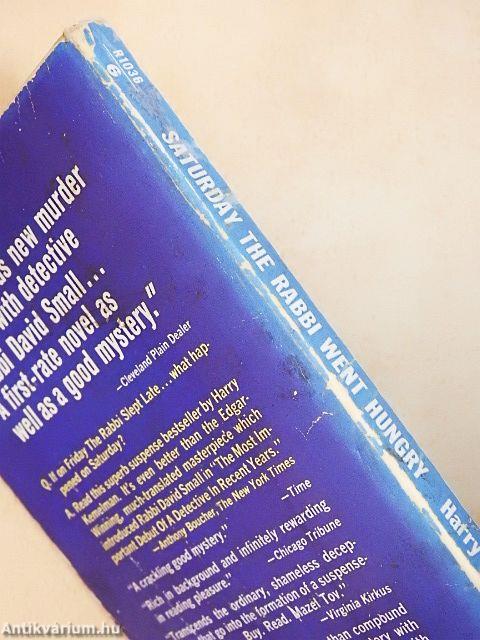 R1036
SATURDAY THE RABBI WENT HUNGRY Harry
new murder
with detective
David Small...
A first-rate novel as
well as a good mystery."
—Cleveland Plain Dealer
Q. If on Friday The Rabbi Slept Late...what hap-
pened on Saturday?
A. Read this superb suspense bestseller by Harry
Kemelman. It's even better than the Edgar-
Winning, much-translated masterpiece which
introduced Rabbi David Small in "The Most Im-
portant Debut Of A Detective In Recent Years."
—Anthony Boucher, The New York Times
"A crackling good mystery." —Time
"Rich in background and infinitely rewarding
in reading pleasure." —Chicago Tribune
"Transcends the ordinary, shameless decep-
that go into the formation of a suspense-
Buy. Read. Mazel Tov."
—Virginia Kirkus
than compound
story with
Antikvárium.hu